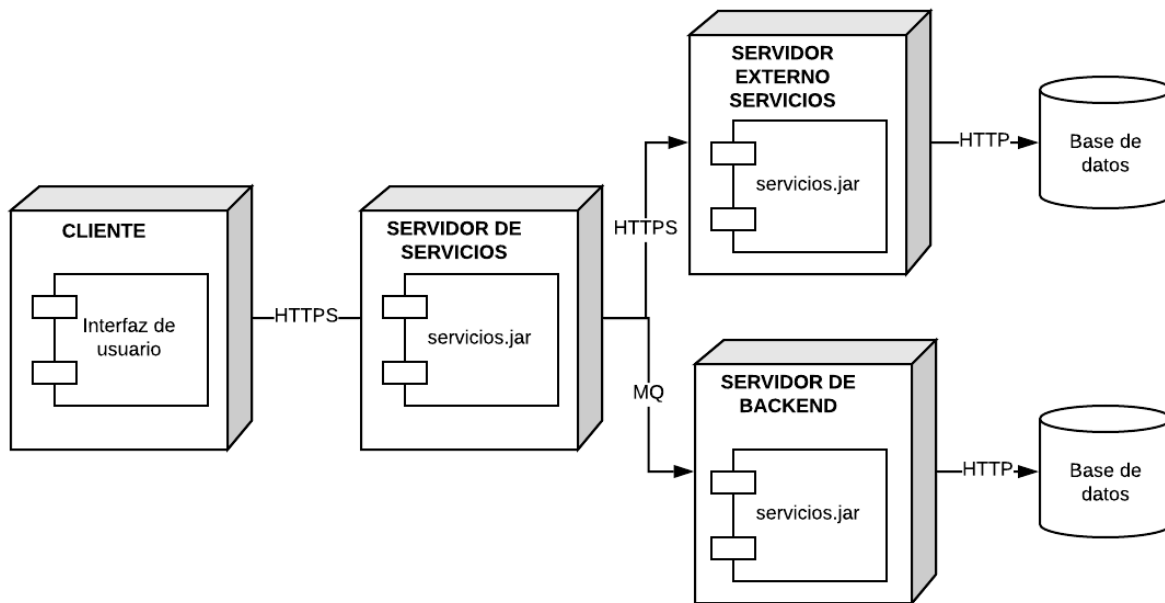 CLIENTE
Interfaz de
usuario
HTTPS
SERVIDOR DE
SERVICIOS
servicios.jar
HTTPS
MQ
SERVIDOR
EXTERNO
SERVICIOS
servicios.jar
HTTP
Base de
datos
SERVIDOR DE
BACKEND
servicios.jar
HTTP
Base de
datos